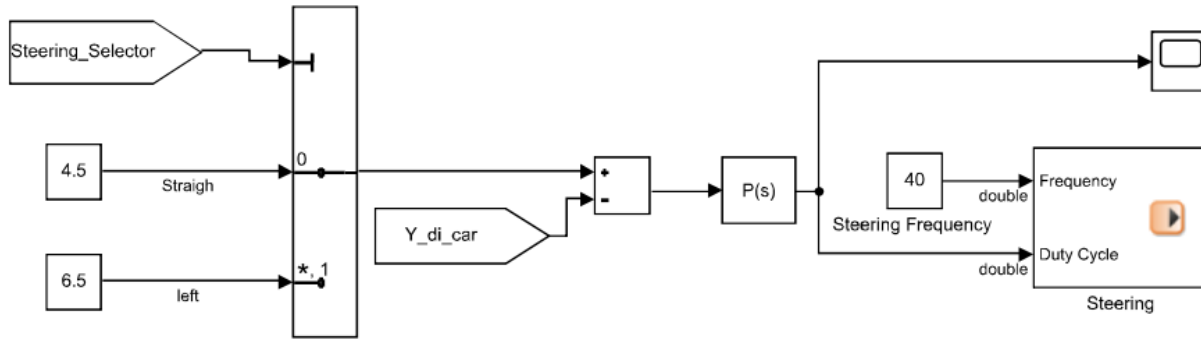 Steering_Selector
4.5
Straigh
0
6.5
left
*, 1
Y_di_car
+
-
P(s)
40
Steering Frequency
double
Frequency
double
Duty Cycle
Steering